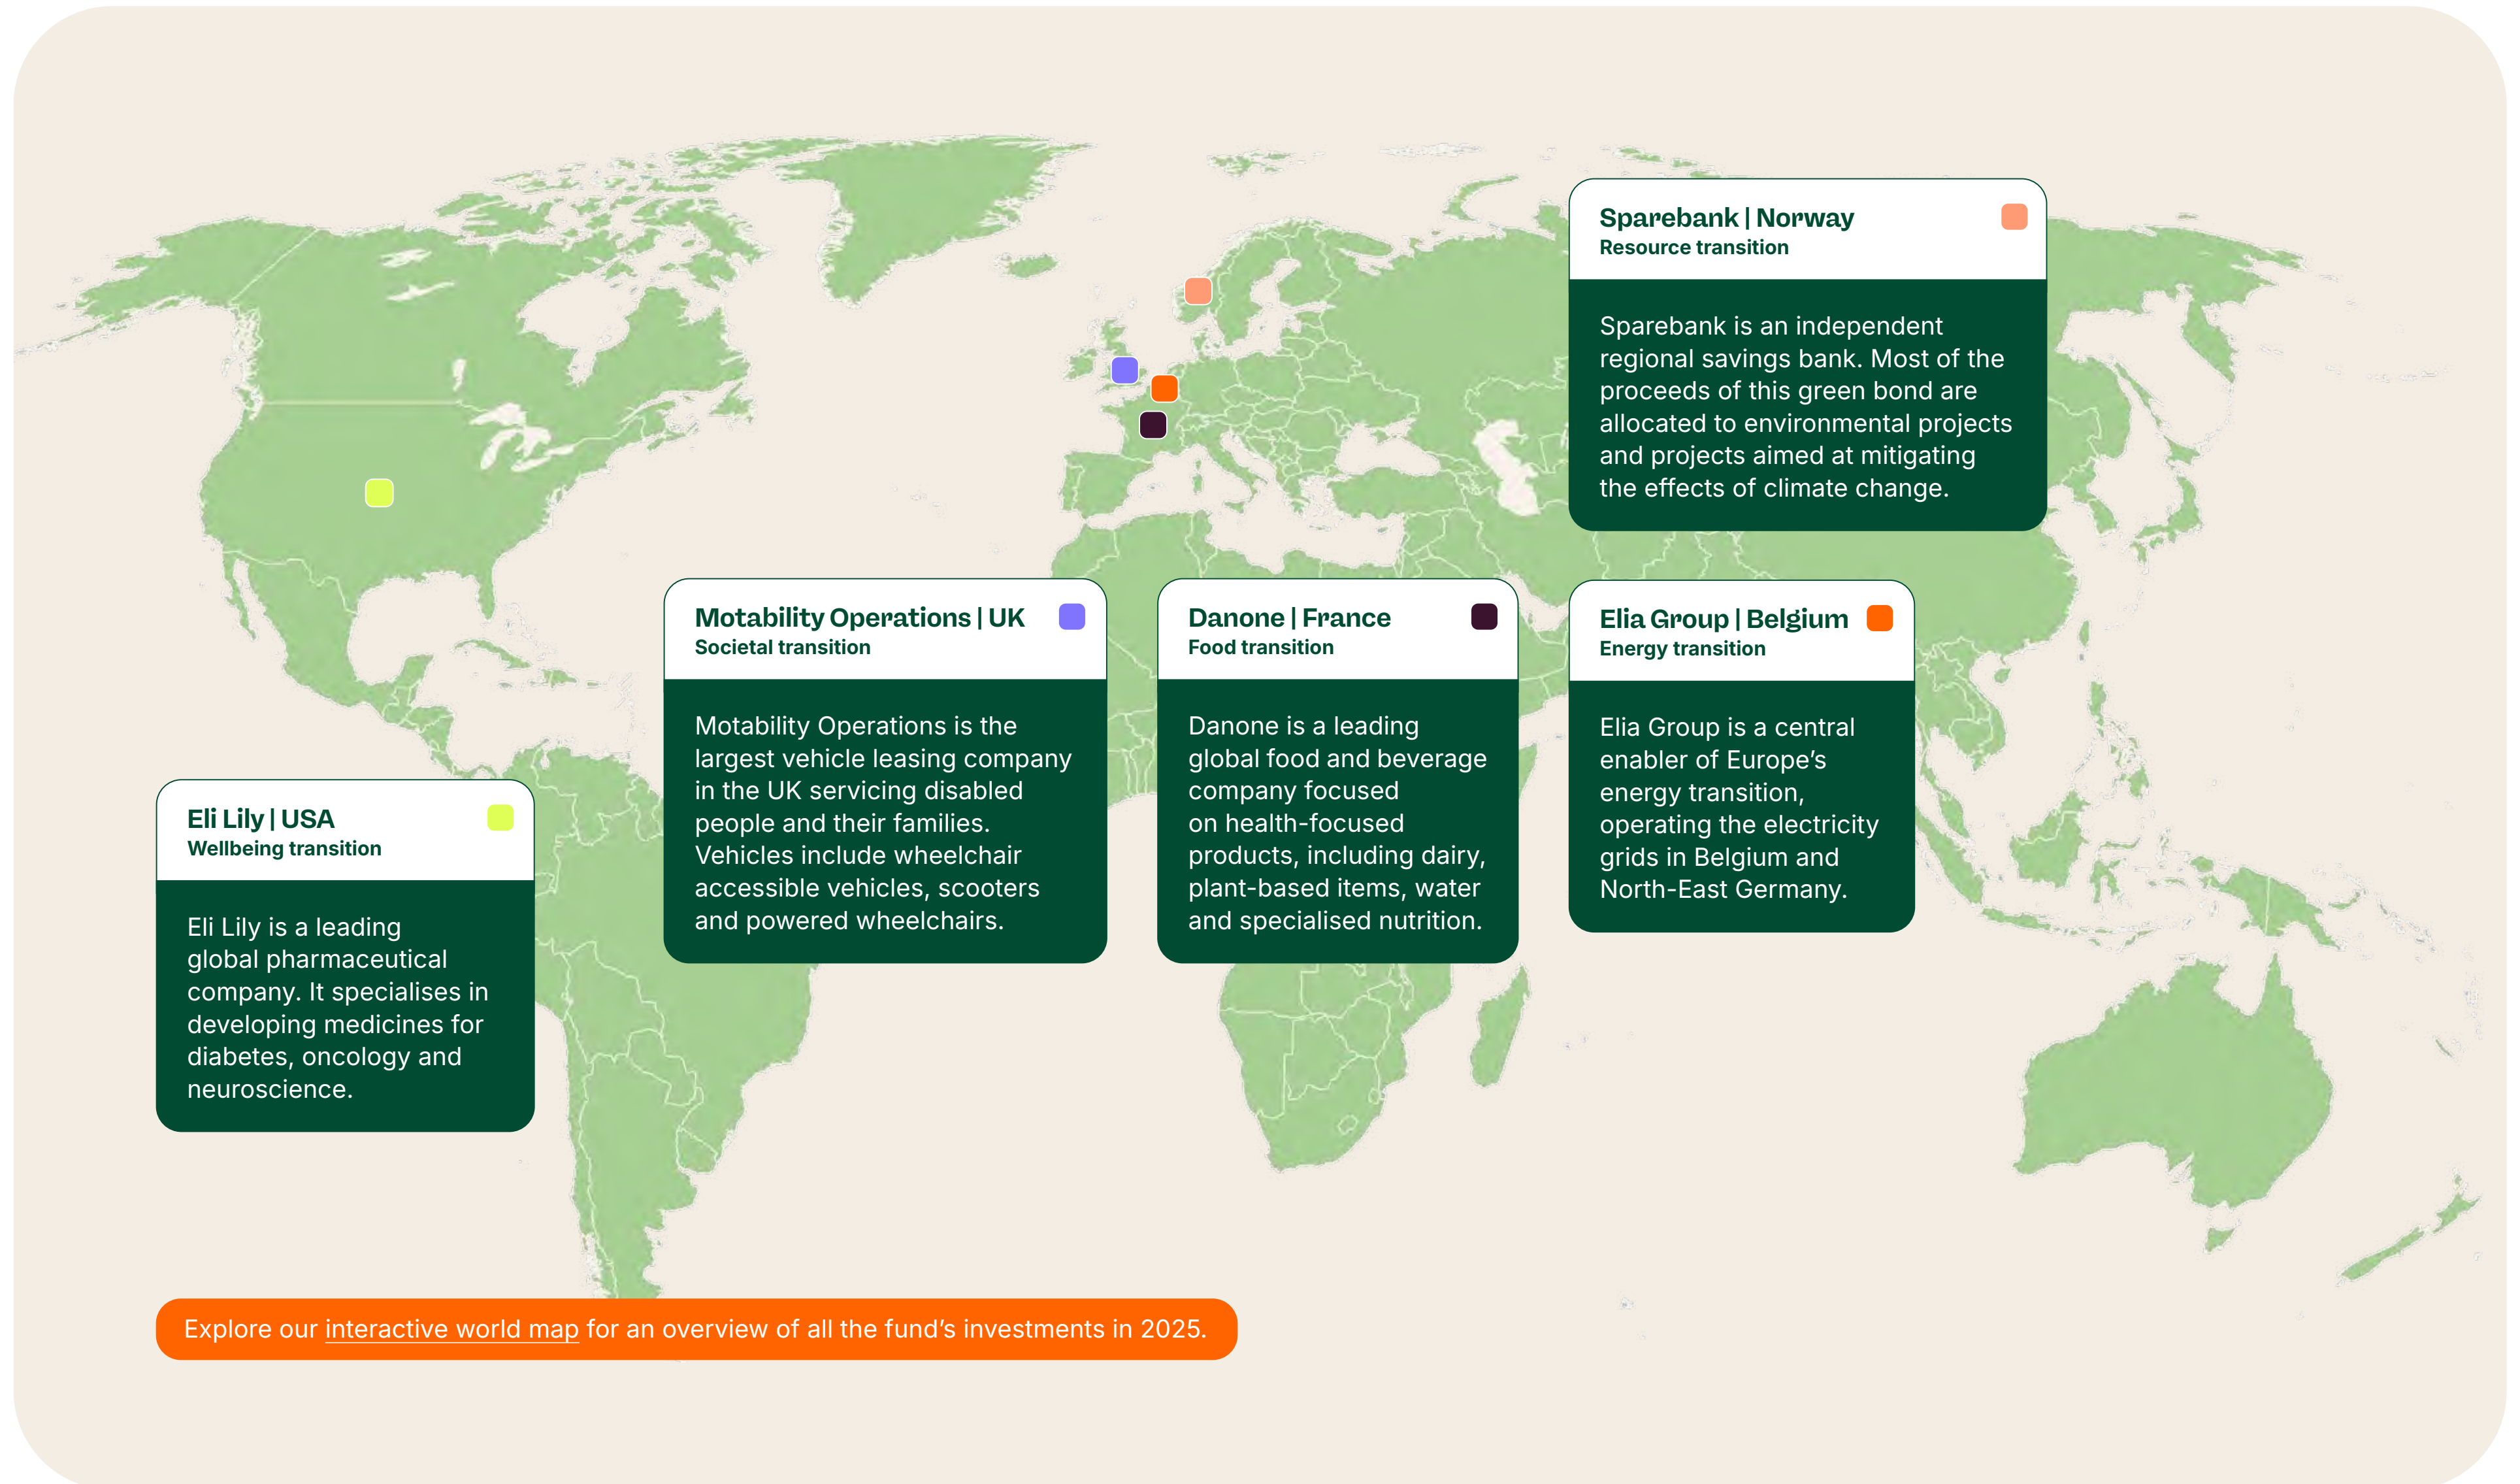 Sparebank | Norway
Resource transition
Sparebank is an independent
regional savings bank. Most of the
proceeds of this green bond are
allocated to environmental projects
and projects aimed at mitigating
the effects of climate change.
Motability Operations | UK
Societal transition
Motability Operations is the
largest vehicle leasing company
in the UK servicing disabled
people and their families.
Vehicles include wheelchair
accessible vehicles, scooters
and powered wheelchairs.
Danone | France
Food transition
Danone is a leading
global food and beverage
company focused
on health-focused
products, including dairy,
plant-based items, water
and specialised nutrition.
Elia Group | Belgium
Energy transition
Elia Group is a central
enabler of Europe’s
energy transition,
operating the electricity
grids in Belgium and
North-East Germany.
Eli Lily | USA
Wellbeing transition
Eli Lily is a leading
global pharmaceutical
company. It specialises in
developing medicines for
diabetes, oncology and
neuroscience.
Explore our interactive world map for an overview of all the fund’s investments in 2025.